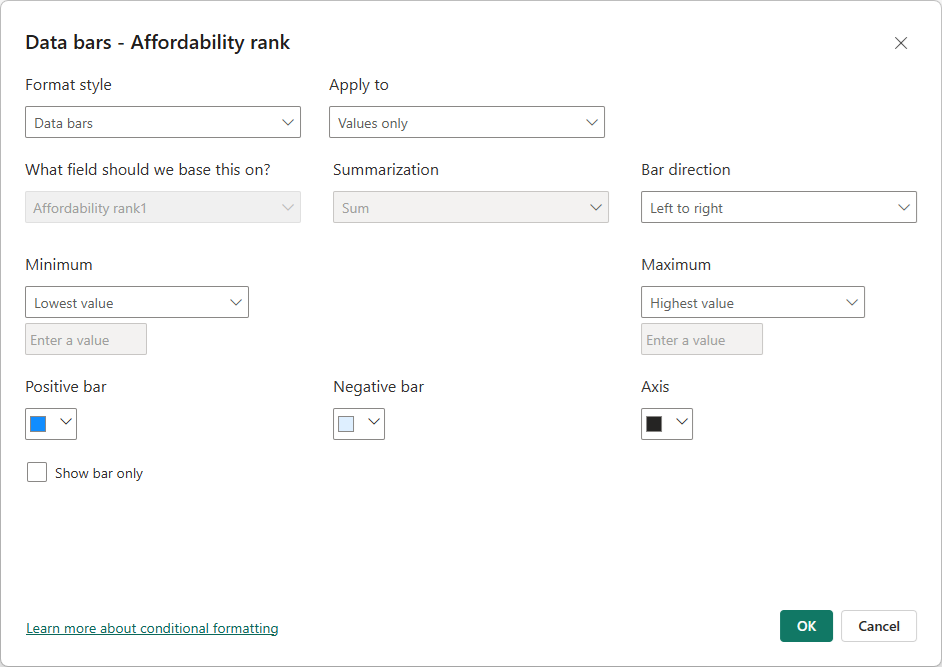 Data bars - Affordability rank
Format style
Apply to
Data bars
Values only
What field should we base this on?
Summarization
Bar direction
Affordability rank1
Sum
Left to right
Minimum
Maximum
Lowest value
Highest value
Enter a value
Enter a value
Positive bar
Negative bar
Axis
Show bar only
Learn more about conditional formatting
OK
Cancel